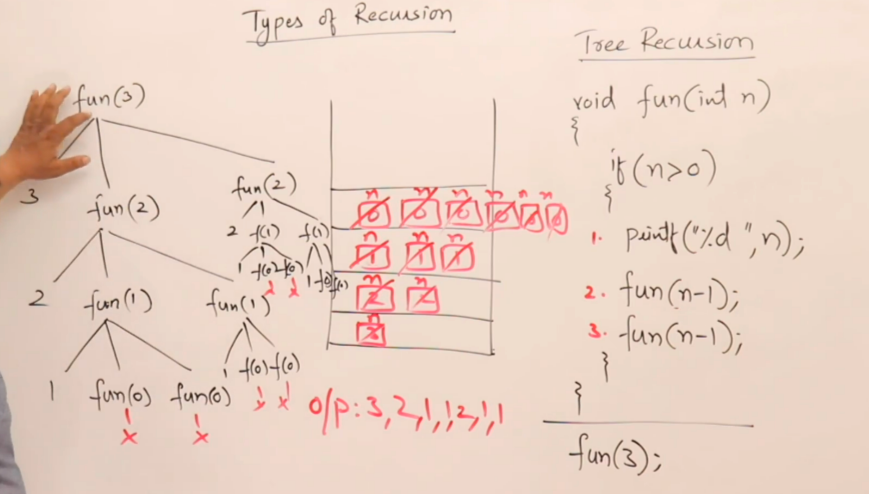 Types of Recursion
Tree Recursion
fun(3)
3
fun(2)
fun(2)
2
fun(1)
fun(1)
2
f(1)
f(1)
1
fun(0)
fun(0)
1
f(0)
f(0)
1
f(0)
f(0)
1
f(0)
f(0)
x
x
x
x
x
x
n
n
n
n
n
n
0
0
0
0
0
0
n
n
n
1
1
1
n
n
2
2
n
3
o/p: 3, 2, 1, 1, 2, 1, 1
void fun(int n)
{
if(n>0)
{
1. printf("%d ", n);
2. fun(n-1);
3. fun(n-1);
}
}
fun(3);